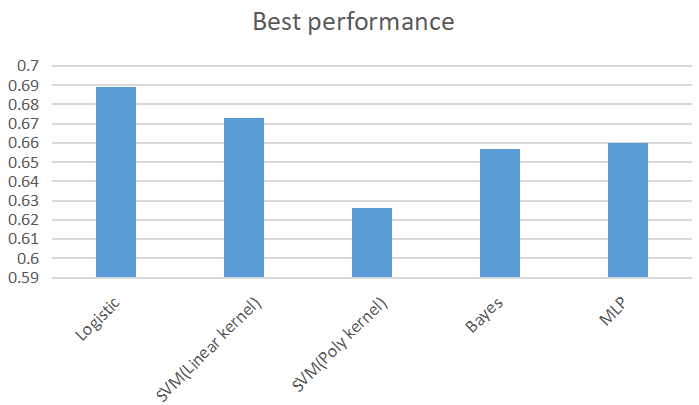 Best performance
0.7
0.69
0.68
0.67
0.66
0.65
0.64
0.63
0.62
0.61
0.6
0.59
Logistic
SVM(Linear kernel)
SVM(Poly kernel)
Bayes
MLP